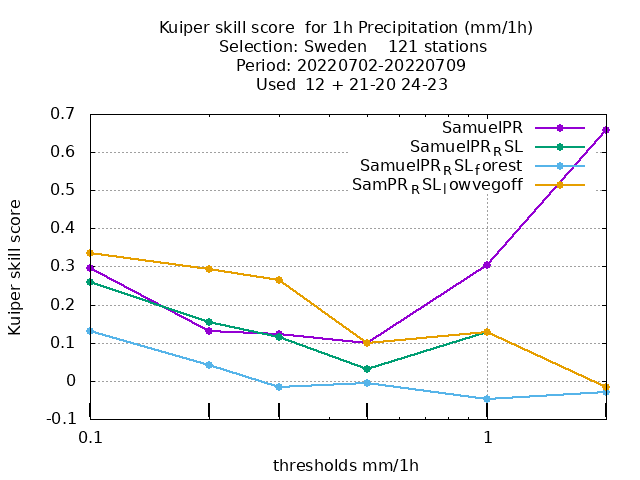 Kuiper skill score  for 1h Precipitation (mm/1h)
Selection: Sweden    121 stations
Period: 20220702-20220709
Used  12 + 21-20 24-23
SamuelPR
SamuelPR_RSL
SamuelPR_RSL_forest
SamPR_RSL_lowvegoff
Kuiper skill score
0.7
0.6
0.5
0.4
0.3
0.2
0.1
0
-0.1
0.1
1
thresholds mm/1h